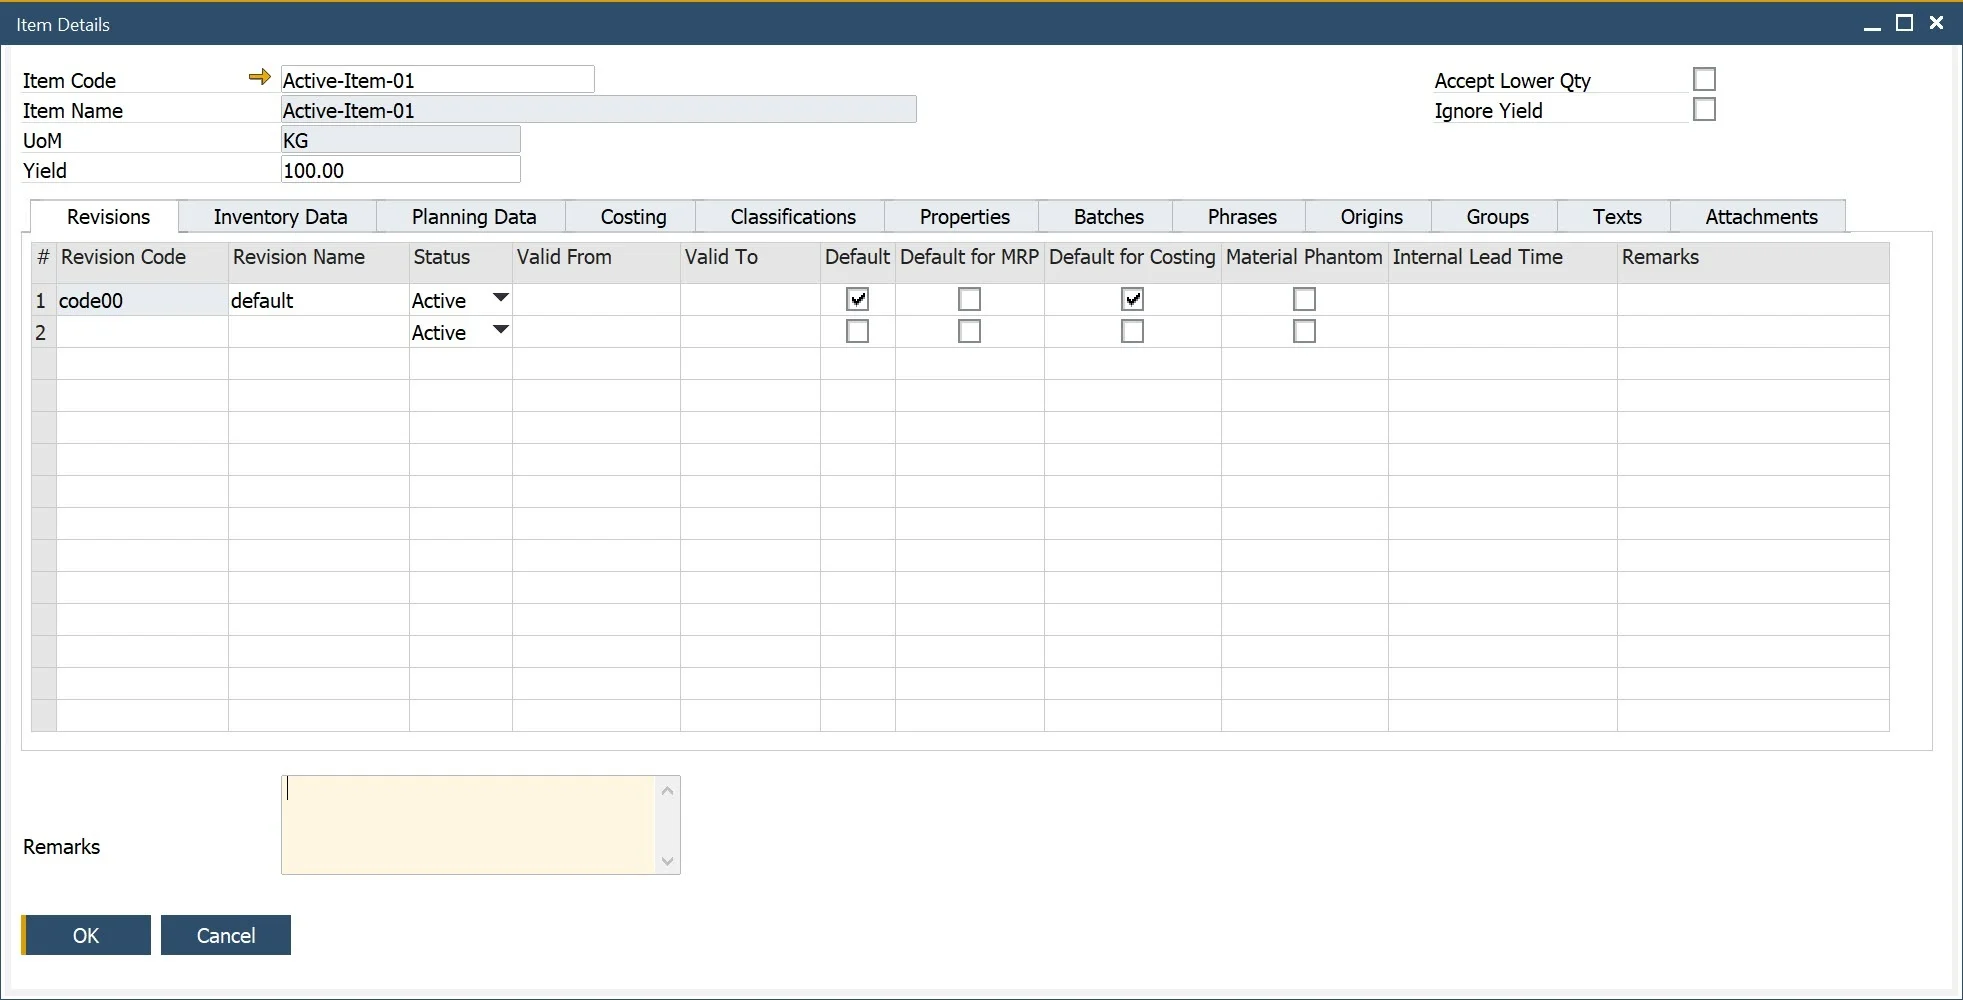 Item Details
Item Code Active-Item-01 Accept Lower Qty
Item Name Active-Item-01 Ignore Yield
UoM KG
Yield 100.00
Revisions Inventory Data Planning Data Costing Classifications Properties Batches Phrases Origins Groups Texts Attachments
# Revision Code Revision Name Status Valid From Valid To Default Default for MRP Default for Costing Material Phantom Internal Lead Time Remarks
1 code00 default Active
2 Active
Remarks
OK Cancel